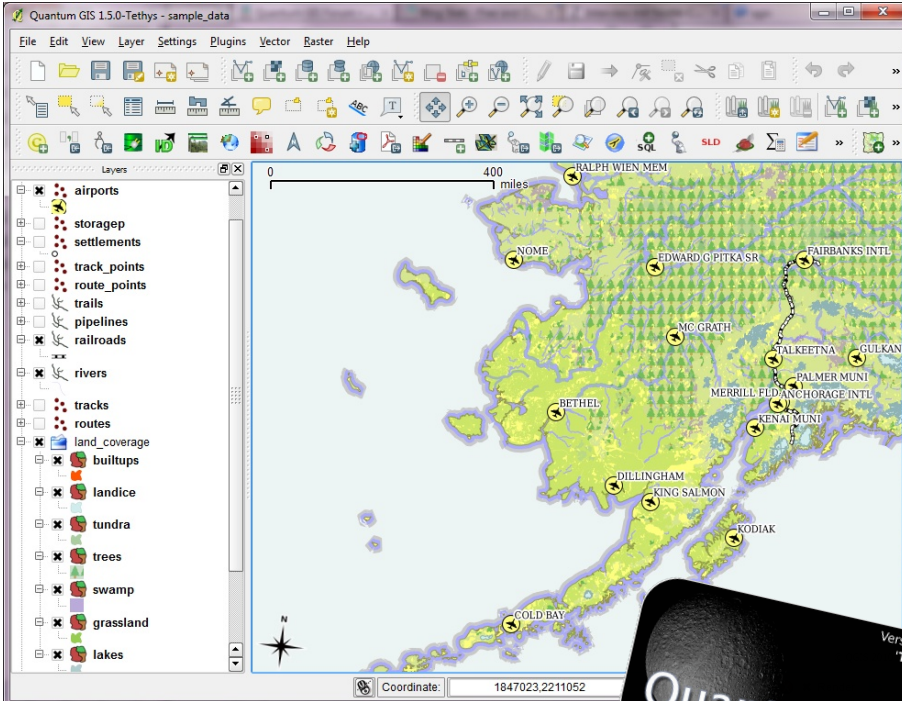 Quantum GIS 1.5.0-Tethys - sample_data
File Edit View Layer Settings Plugins Vector Raster Help
ABC T
SQL SLD
Layers
airports
storagep
settlements
track_points
route_points
trails
pipelines
railroads
rivers
tracks
routes
land_coverage
builtups
landice
tundra
trees
swamp
grassland
lakes
0 400 miles
RALPH WIEN MEM
NOME
EDWARD G PITKA SR
FAIRBANKS INTL
MC GRATH
TALKEETNA
GULKAN
PALMER MUNI
MERRILL FLD
ANCHORAGE INTL
BETHEL
KENAI MUNI
DILLINGHAM
KING SALMON
KODIAK
COLD BAY
N
Coordinate: 1847023,2211052
Vers
'T
Quan